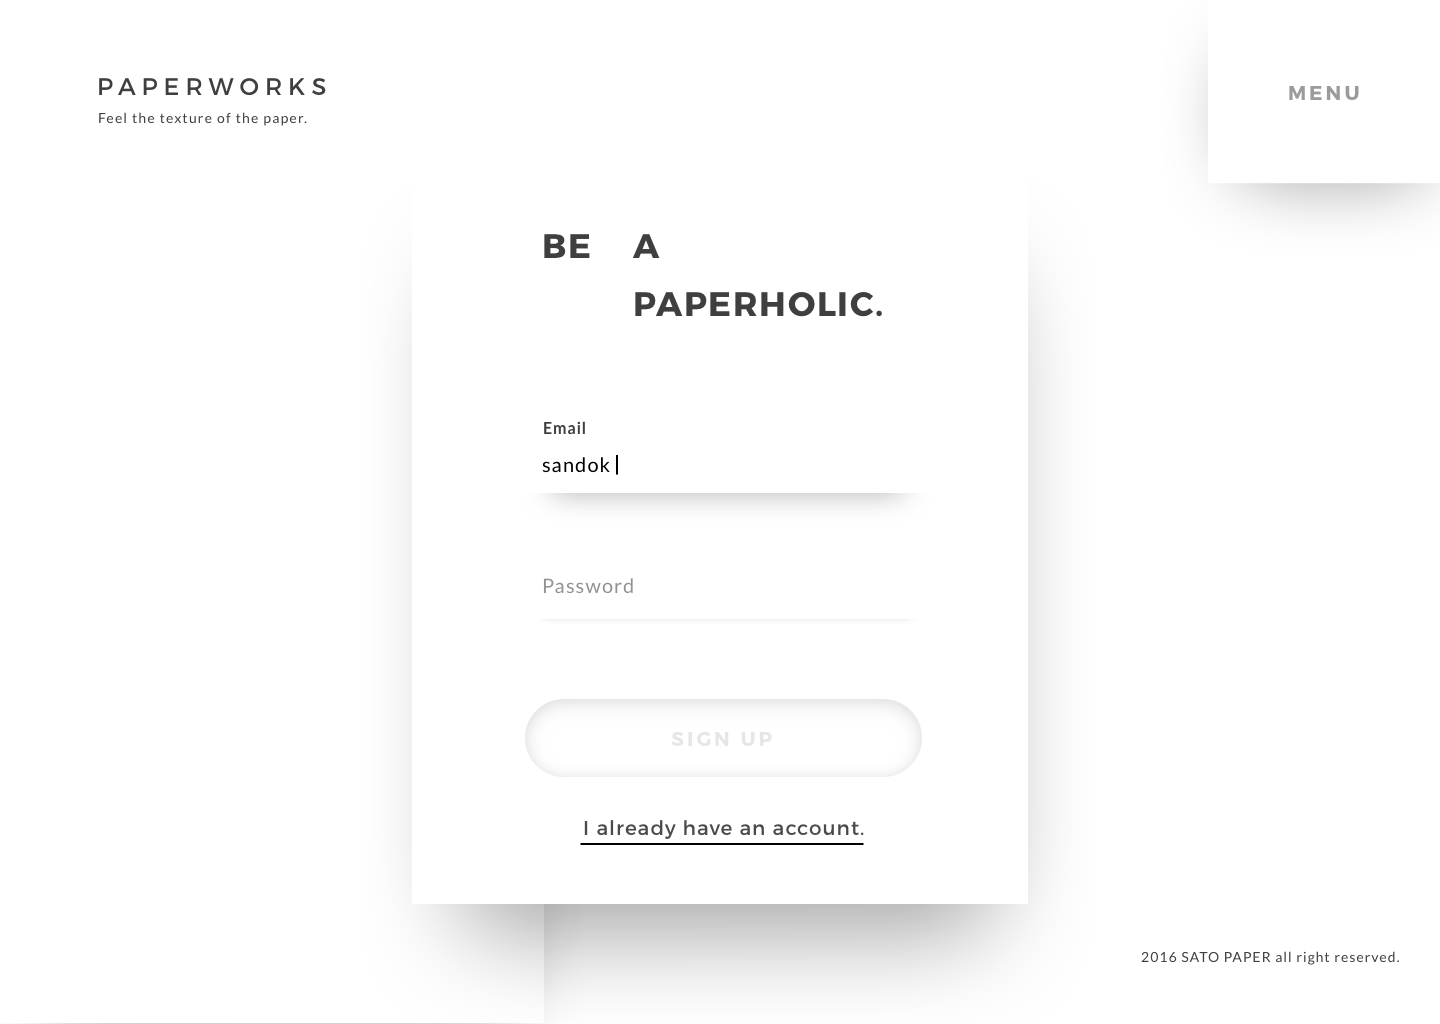 PAPERWORKS
Feel the texture of the paper.
MENU
BE A
PAPERHOLIC.
Email
sandok
Password
SIGN UP
I already have an account.
2016 SATO PAPER all right reserved.